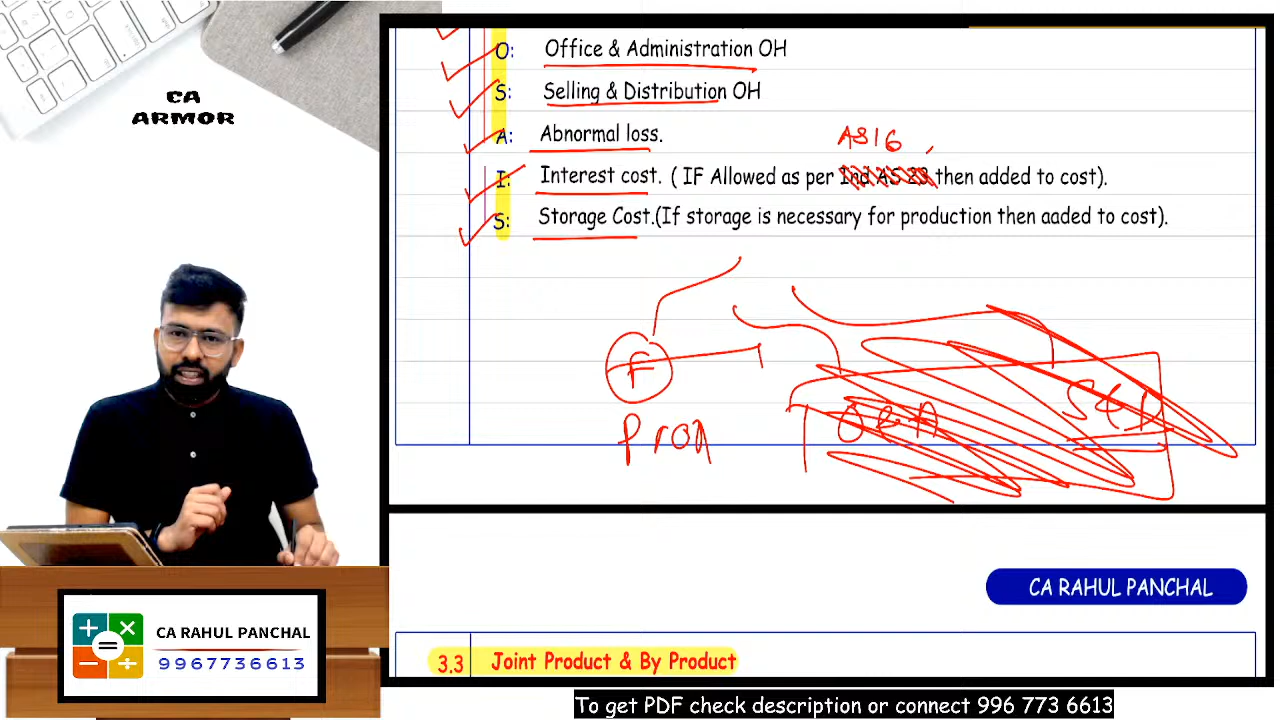 CA
ARMOR
O: Office & Administration OH
S: Selling & Distribution OH
A: Abnormal loss.
AS16
I: Interest cost. ( IF Allowed as per Ind AS 23 then added to cost).
S: Storage Cost.(If storage is necessary for production then aaded to cost).
F
O & A
S & D
CA RAHUL PANCHAL
9967736613
CA RAHUL PANCHAL
3.3 Joint Product & By Product
To get PDF check description or connect 996 773 6613